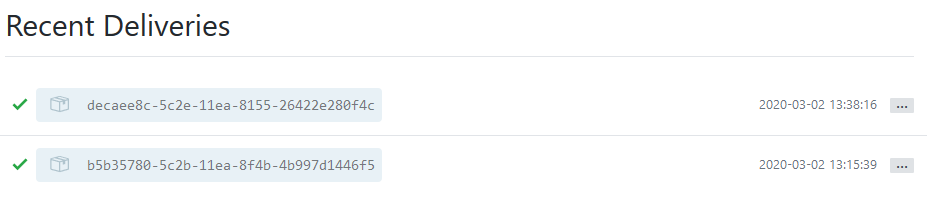 Recent Deliveries
decaee8c-5c2e-11ea-8155-26422e280f4c 2020-03-02 13:38:16 ...
b5b35780-5c2b-11ea-8f4b-4b997d1446f5 2020-03-02 13:15:39 ...